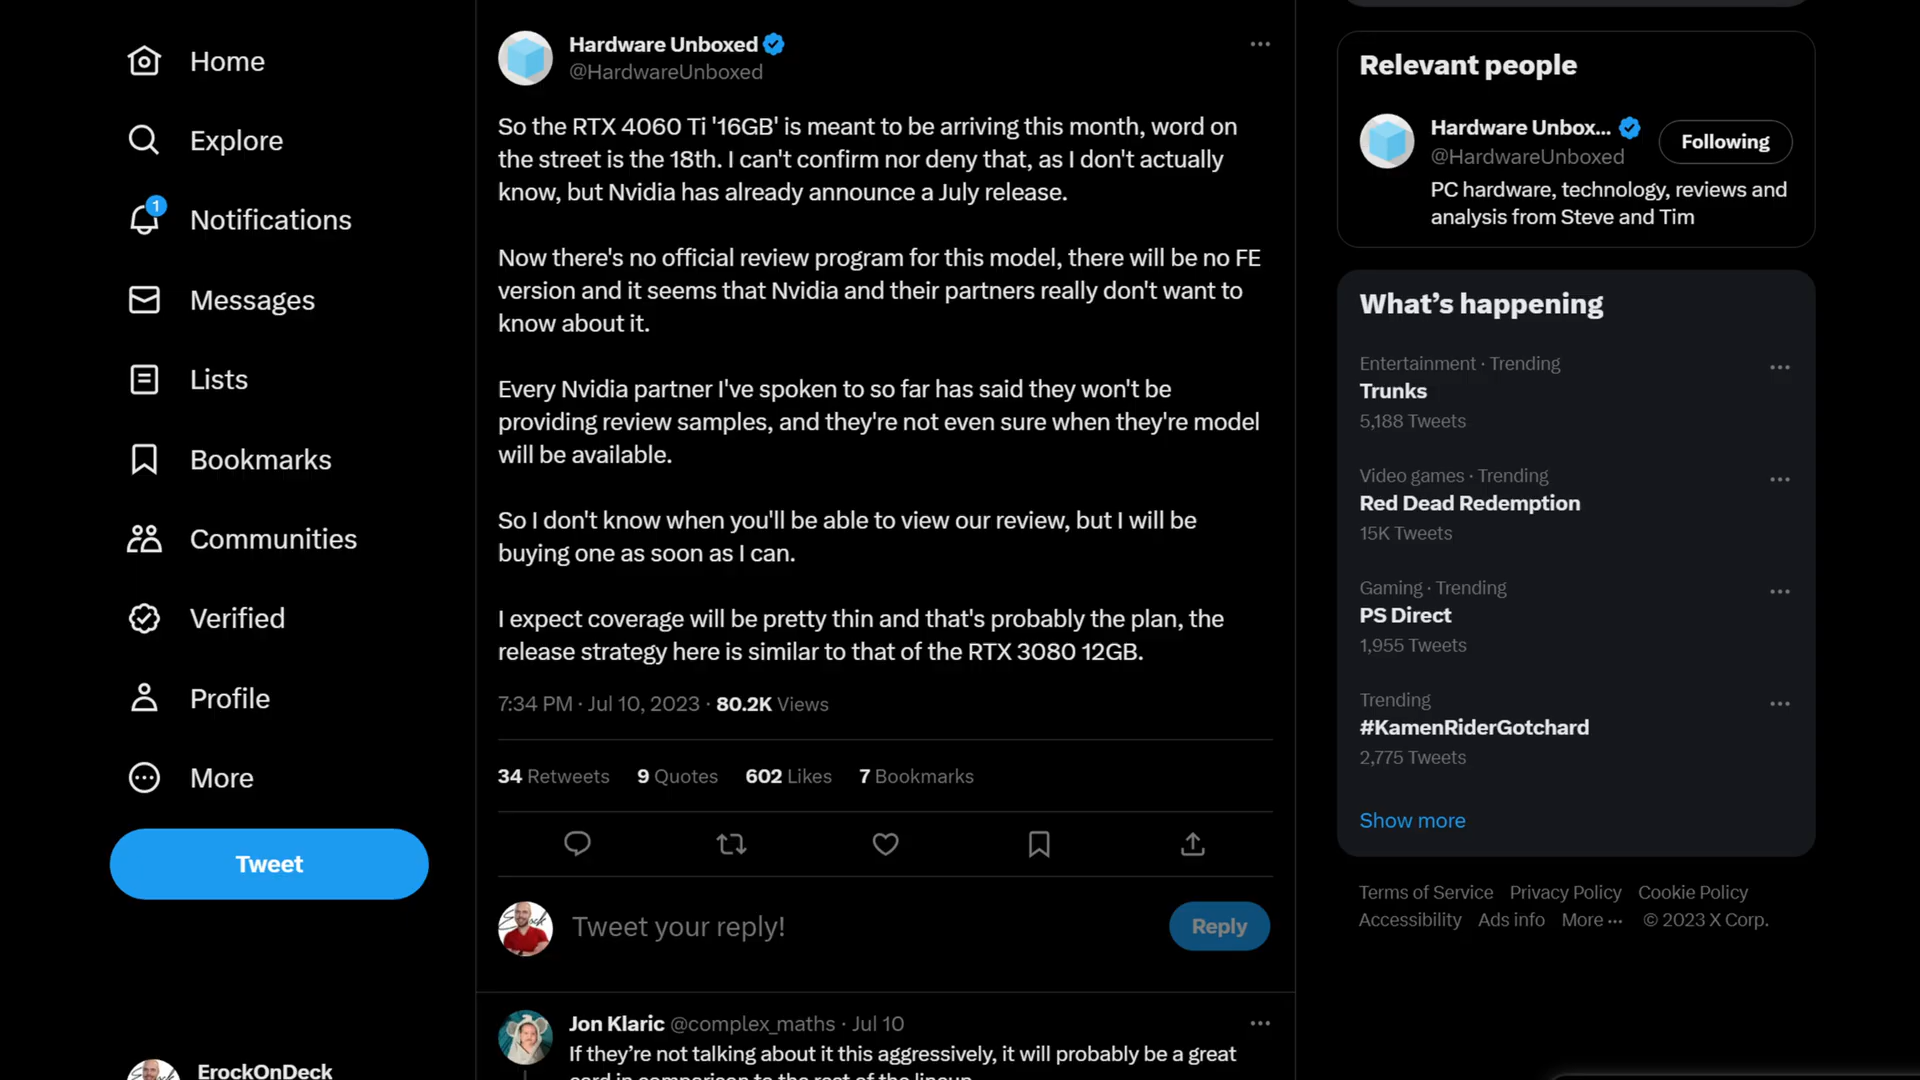 Home
Explore
1
Notifications
Messages
Lists
Bookmarks
Communities
Verified
Profile
More
Tweet
ErockOnDeck
Hardware Unboxed
@HardwareUnboxed
So the RTX 4060 Ti '16GB' is meant to be arriving this month, word on
the street is the 18th. I can't confirm nor deny that, as I don't actually
know, but Nvidia has already announce a July release.
Now there's no official review program for this model, there will be no FE
version and it seems that Nvidia and their partners really don't want to
know about it.
Every Nvidia partner I've spoken to so far has said they won't be
providing review samples, and they're not even sure when they're model
will be available.
So I don't know when you'll be able to view our review, but I will be
buying one as soon as I can.
I expect coverage will be pretty thin and that's probably the plan, the
release strategy here is similar to that of the RTX 3080 12GB.
7:34 PM · Jul 10, 2023 · 80.2K Views
34 Retweets 9 Quotes 602 Likes 7 Bookmarks
Tweet your reply!
Reply
Jon Klaric @complex_maths · Jul 10
If they're not talking about it this aggressively, it will probably be a great
card in comparison to the rest of the lineup
Relevant people
Hardware Unbox...
@HardwareUnboxed
Following
PC hardware, technology, reviews and
analysis from Steve and Tim
What's happening
Entertainment · Trending
Trunks
5,188 Tweets
Video games · Trending
Red Dead Redemption
15K Tweets
Gaming · Trending
PS Direct
1,955 Tweets
Trending
#KamenRiderGotchard
2,775 Tweets
Show more
Terms of Service Privacy Policy Cookie Policy
Accessibility Ads info More ··· © 2023 X Corp.